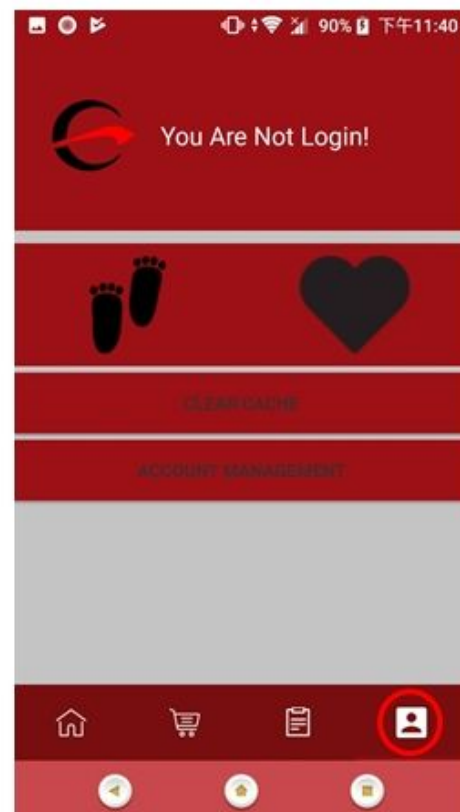 90% 下午11:40
You Are Not Login!
CLEAR CACHE
ACCOUNT MANAGEMENT